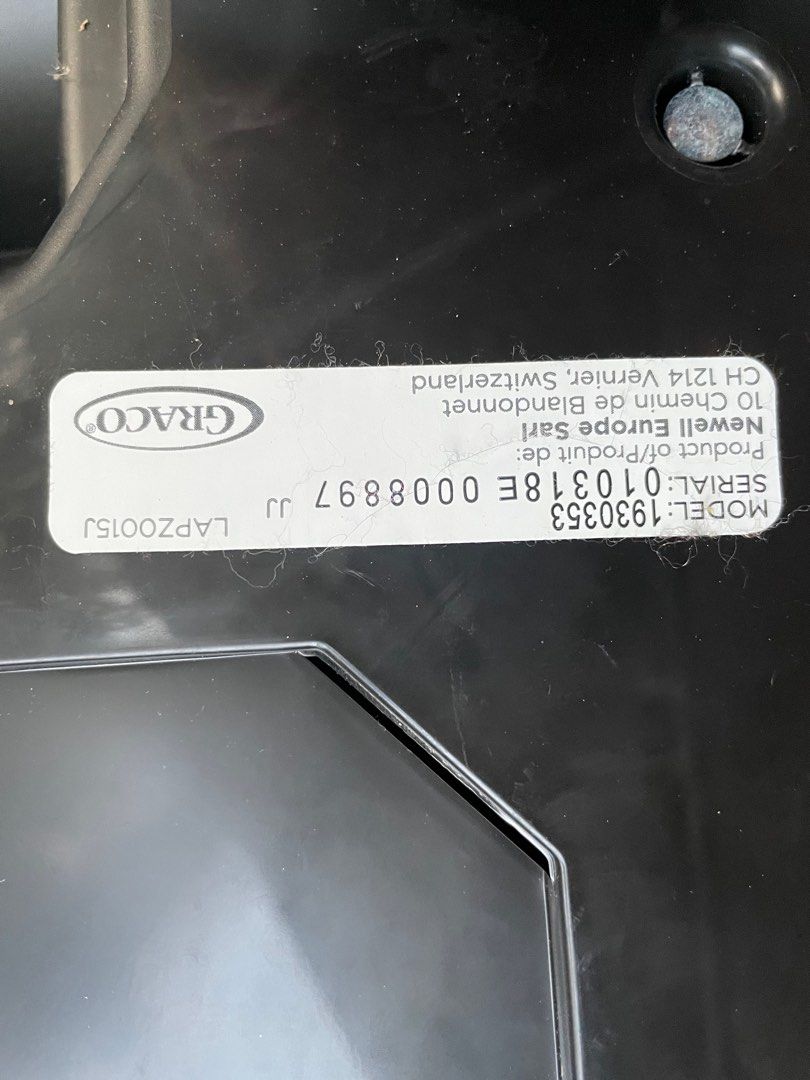 MODEL: 1930353
SERIAL: 010318E 0008897 JJ LAPZ0015J
Product of/Produit de:
Newell Europe Sarl
10 Chemin de Blandonnet
CH 1214 Vernier, Switzerland
GRACO®